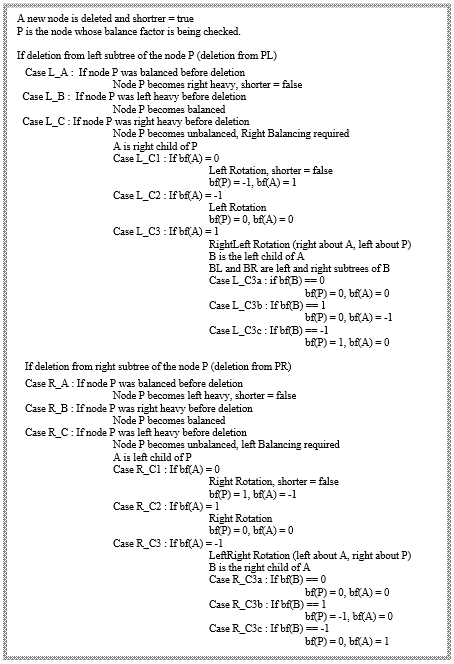 A new node is deleted and shortrer = true
P is the node whose balance factor is being checked.
If deletion from left subtree of the node P (deletion from PL)
Case L_A : If node P was balanced before deletion
Node P becomes right heavy, shorter = false
Case L_B : If node P was left heavy before deletion
Node P becomes balanced
Case L_C : If node P was right heavy before deletion
Node P becomes unbalanced, Right Balancing required
A is right child of P
Case L_C1 : If bf(A) = 0
Left Rotation, shorter = false
bf(P) = -1, bf(A) = 1
Case L_C2 : If bf(A) = -1
Left Rotation
bf(P) = 0, bf(A) = 0
Case L_C3 : If bf(A) = 1
RightLeft Rotation (right about A, left about P)
B is the left child of A
BL and BR are left and right subtrees of B
Case L_C3a : if bf(B) == 0
bf(P) = 0, bf(A) = 0
Case L_C3b : If bf(B) == 1
bf(P) = 0, bf(A) = -1
Case L_C3c : If bf(B) == -1
bf(P) = 1, bf(A) = 0
If deletion from right subtree of the node P (deletion from PR)
Case R_A : If node P was balanced before deletion
Node P becomes left heavy, shorter = false
Case R_B : If node P was right heavy before deletion
Node P becomes balanced
Case R_C : If node P was left heavy before deletion
Node P becomes unbalanced, left Balancing required
A is left child of P
Case R_C1 : If bf(A) = 0
Right Rotation, shorter = false
bf(P) = 1, bf(A) = -1
Case R_C2 : If bf(A) = 1
Right Rotation
bf(P) = 0, bf(A) = 0
Case R_C3 : If bf(A) = -1
LeftRight Rotation (left about A, right about P)
B is the right child of A
Case R_C3a : If bf(B) == 0
bf(P) = 0, bf(A) = 0
Case R_C3b : If bf(B) == 1
bf(P) = -1, bf(A) = 0
Case R_C3c : If bf(B) == -1
bf(P) = 0, bf(A) = 1